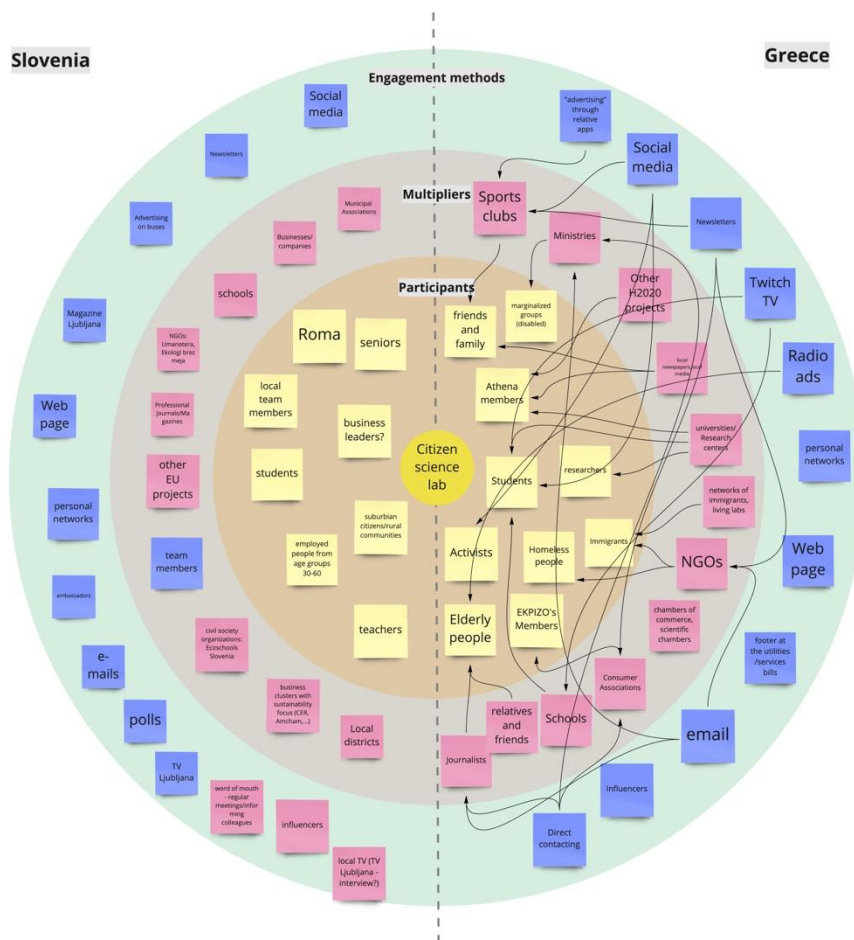 Slovenia
Greece
Engagement methods
Social
media
Newsletters
Advertising
on buses
Magazine
Ljubljana
Web
page
personal
networks
ambassadors
e-
mails
polls
TV
Ljubljana
word of mouth
- regular
meetings/infor
ming
colleagues
influencers
local TV (TV
Ljubljana -
interview?)
Municipal
Associations
Businesses/
companies
schools
NGOs:
Umanotera,
Ekologi brez
meja
Professional
Journals/Ma
gazines
other
EU
projects
team
members
civil society
organizations:
Ecoschools
Slovenia
business
clusters with
sustainability
focus (CER,
Amcham,...)
Local
districts
Roma
seniors
local
team
members
business
leaders?
students
suburbian
citizens/rural
communities
employed
people from
age groups
30-60
teachers
Citizen
science
lab
Multipliers
Participants
"advertising"
through
relative
apps
Social
media
Newsletters
Twitch
TV
Radio
ads
personal
networks
Web
page
footer at
the utilities
/services
bills
email
Influencers
Direct
contacting
Sports
clubs
Ministries
Other
H2020
projects
local
newspapers,
universities/
Research
centers
networks of
immigrants,
living labs
NGOs
chambers of
commerce,
scientific
chambers
Consumer
Associations
Schools
relatives
and
friends
Journalists
friends
and
family
marginalized
groups
(disabled)
Athena
members
Students
researchers
Activists
Homeless
people
Immigrants
Elderly
people
EKPIZO's
Members